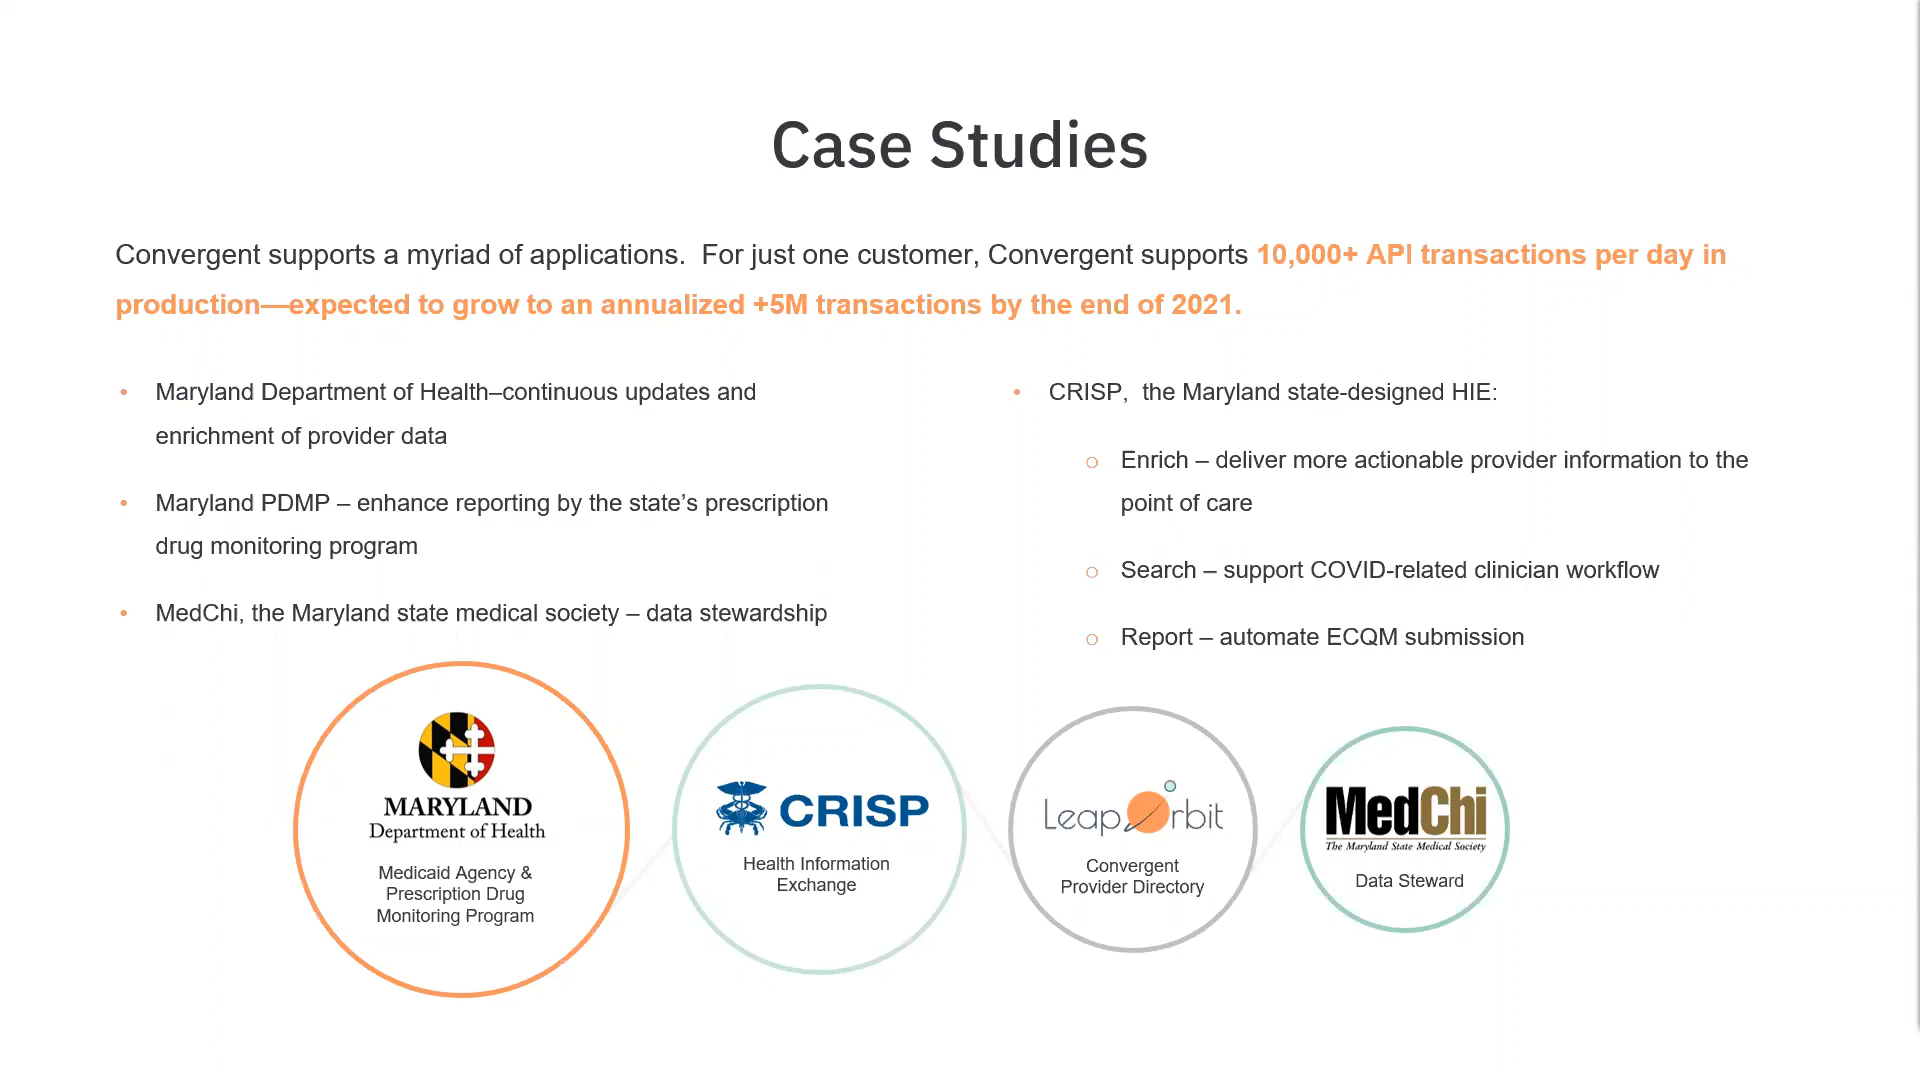 Case Studies
Convergent supports a myriad of applications.  For just one customer, Convergent supports 10,000+ API transactions per day in
production—expected to grow to an annualized +5M transactions by the end of 2021.
• Maryland Department of Health–continuous updates and
enrichment of provider data
• Maryland PDMP – enhance reporting by the state’s prescription
drug monitoring program
• MedChi, the Maryland state medical society – data stewardship
• CRISP,  the Maryland state-designed HIE:
o Enrich – deliver more actionable provider information to the
point of care
o Search – support COVID-related clinician workflow
o Report – automate ECQM submission
MARYLAND
Department of Health
Medicaid Agency &
Prescription Drug
Monitoring Program
CRISP
Health Information
Exchange
LeapOrbit
Convergent
Provider Directory
MedChi
The Maryland State Medical Society
Data Steward